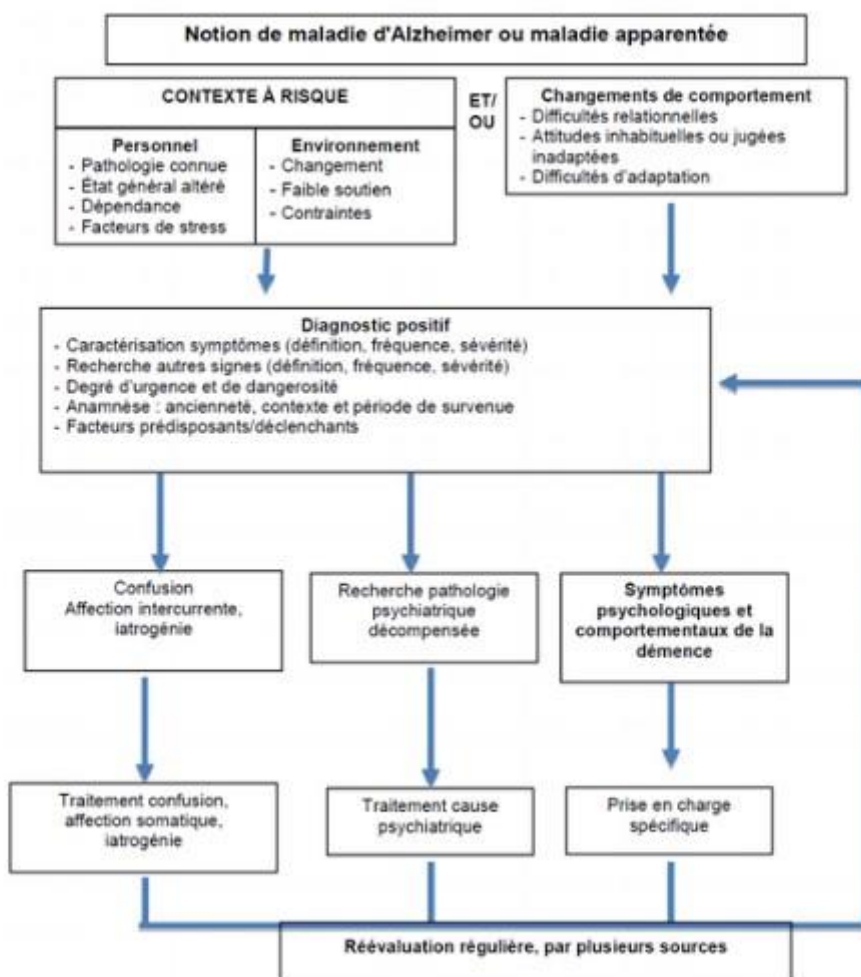 Notion de maladie d'Alzheimer ou maladie apparentée
CONTEXTE À RISQUE
Personnel
- Pathologie connue
- État général altéré
- Dépendance
- Facteurs de stress
Environnement
- Changement
- Faible soutien
- Contraintes
ET/
OU
Changements de comportement
- Difficultés relationnelles
- Attitudes inhabituelles ou jugées
inadaptées
- Difficultés d'adaptation
Diagnostic positif
- Caractérisation symptômes (définition, fréquence, sévérité)
- Recherche autres signes (définition, fréquence, sévérité)
- Degré d'urgence et de dangerosité
- Anamnèse : ancienneté, contexte et période de survenue
- Facteurs prédisposants/déclenchants
Confusion
Affection intercurrente,
iatrogénie
Recherche pathologie
psychiatrique
décompensée
Symptômes
psychologiques et
comportementaux de la
démence
Traitement confusion,
affection somatique,
iatrogénie
Traitement cause
psychiatrique
Prise en charge
spécifique
Réévaluation régulière, par plusieurs sources